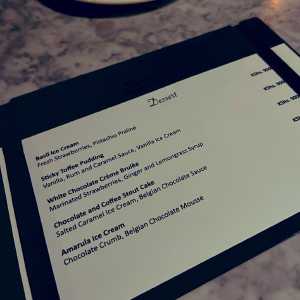 Dessert
Basil Ice Cream
Fresh Strawberries, Pistachio Praline
Sticky Toffee Pudding
Vanilla, Rum and Caramel Sauce, Vanilla Ice Cream
White Chocolate Crème Brulée
Marinated Strawberries, Ginger and Lemongrass Syrup
Chocolate and Coffee Stout Cake
Salted Caramel Ice Cream, Belgian Chocolate Sauce
Amarula Ice Cream
Chocolate Crumb, Belgian Chocolate Mousse